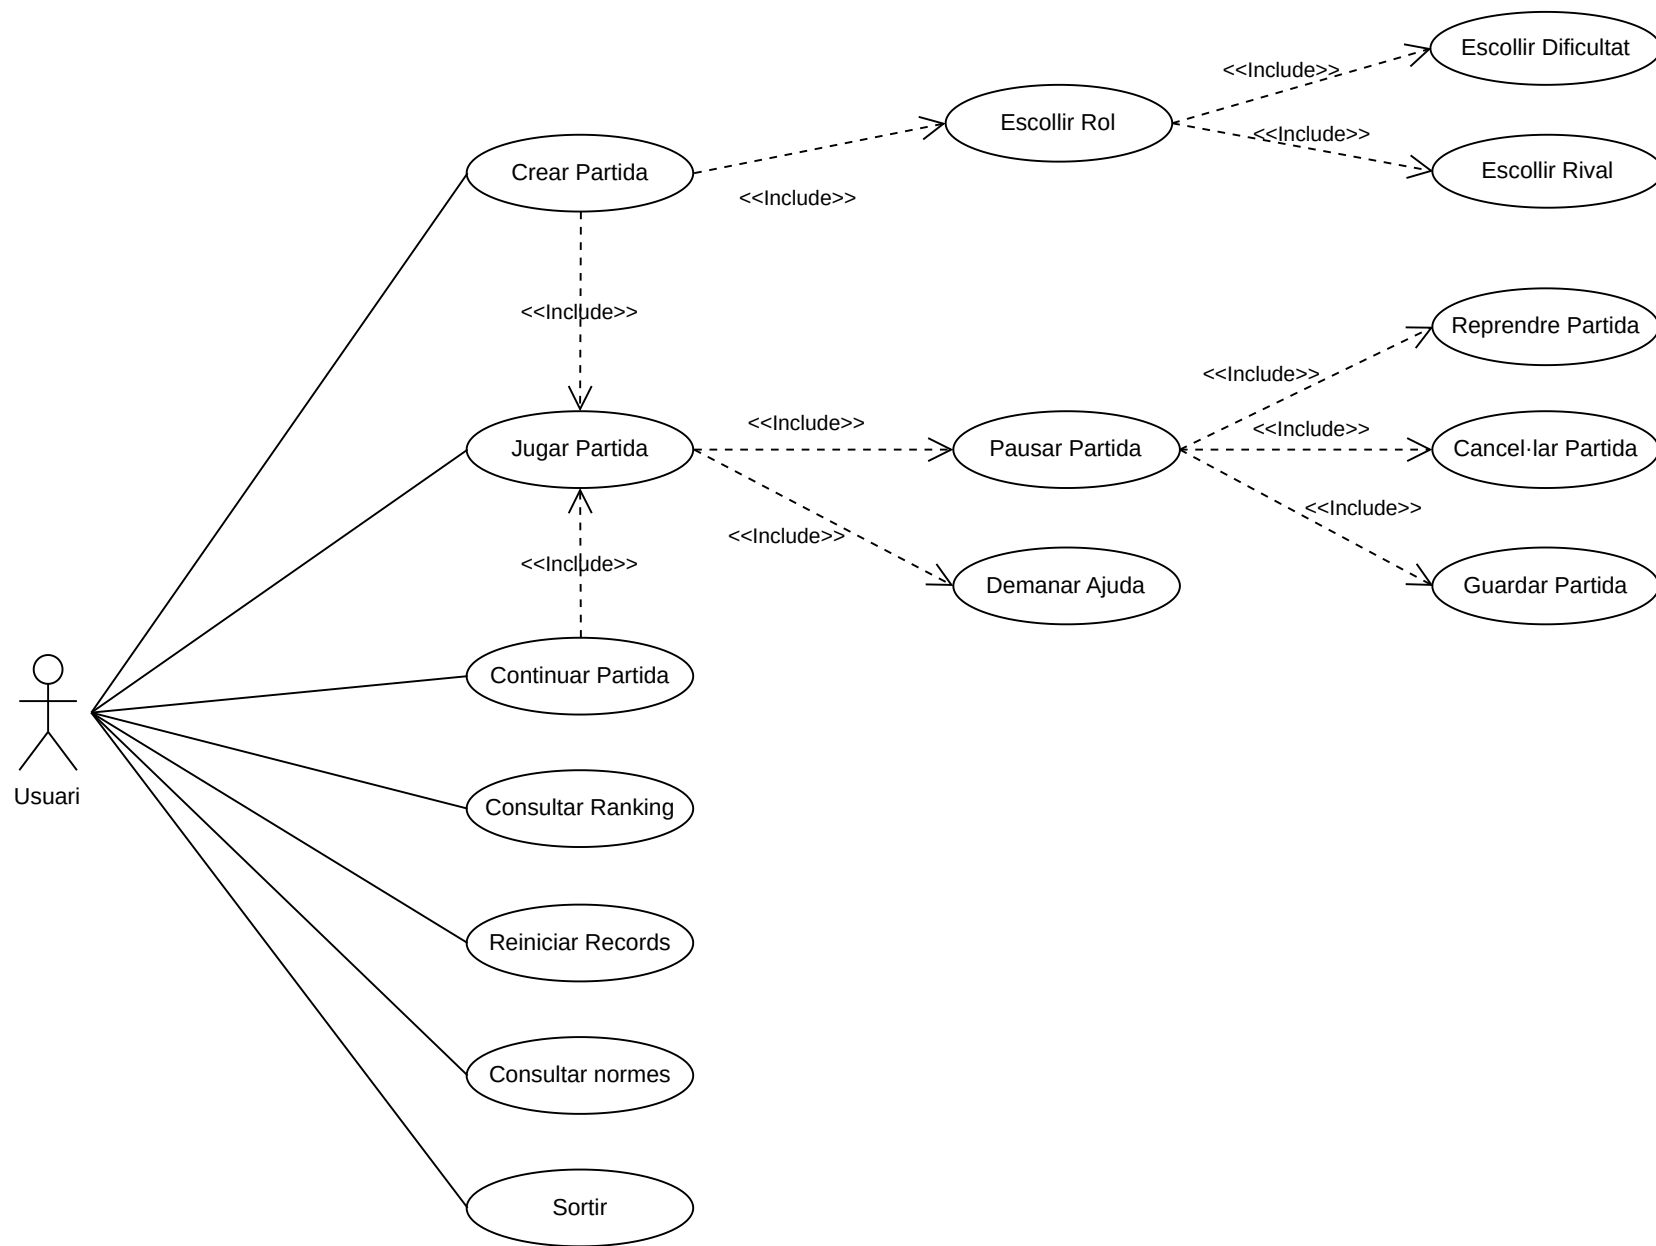 Escollir Dificultat
<<Include>>
Escollir Rol
<<Include>>
Escollir Rival
Crear Partida
<<Include>>
<<Include>>
Reprendre Partida
<<Include>>
<<Include>>
<<Include>>
Jugar Partida
Pausar Partida
Cancel·lar Partida
<<Include>>
<<Include>>
<<Include>>
Demanar Ajuda
Guardar Partida
Continuar Partida
Usuari
Consultar Ranking
Reiniciar Records
Consultar normes
Sortir